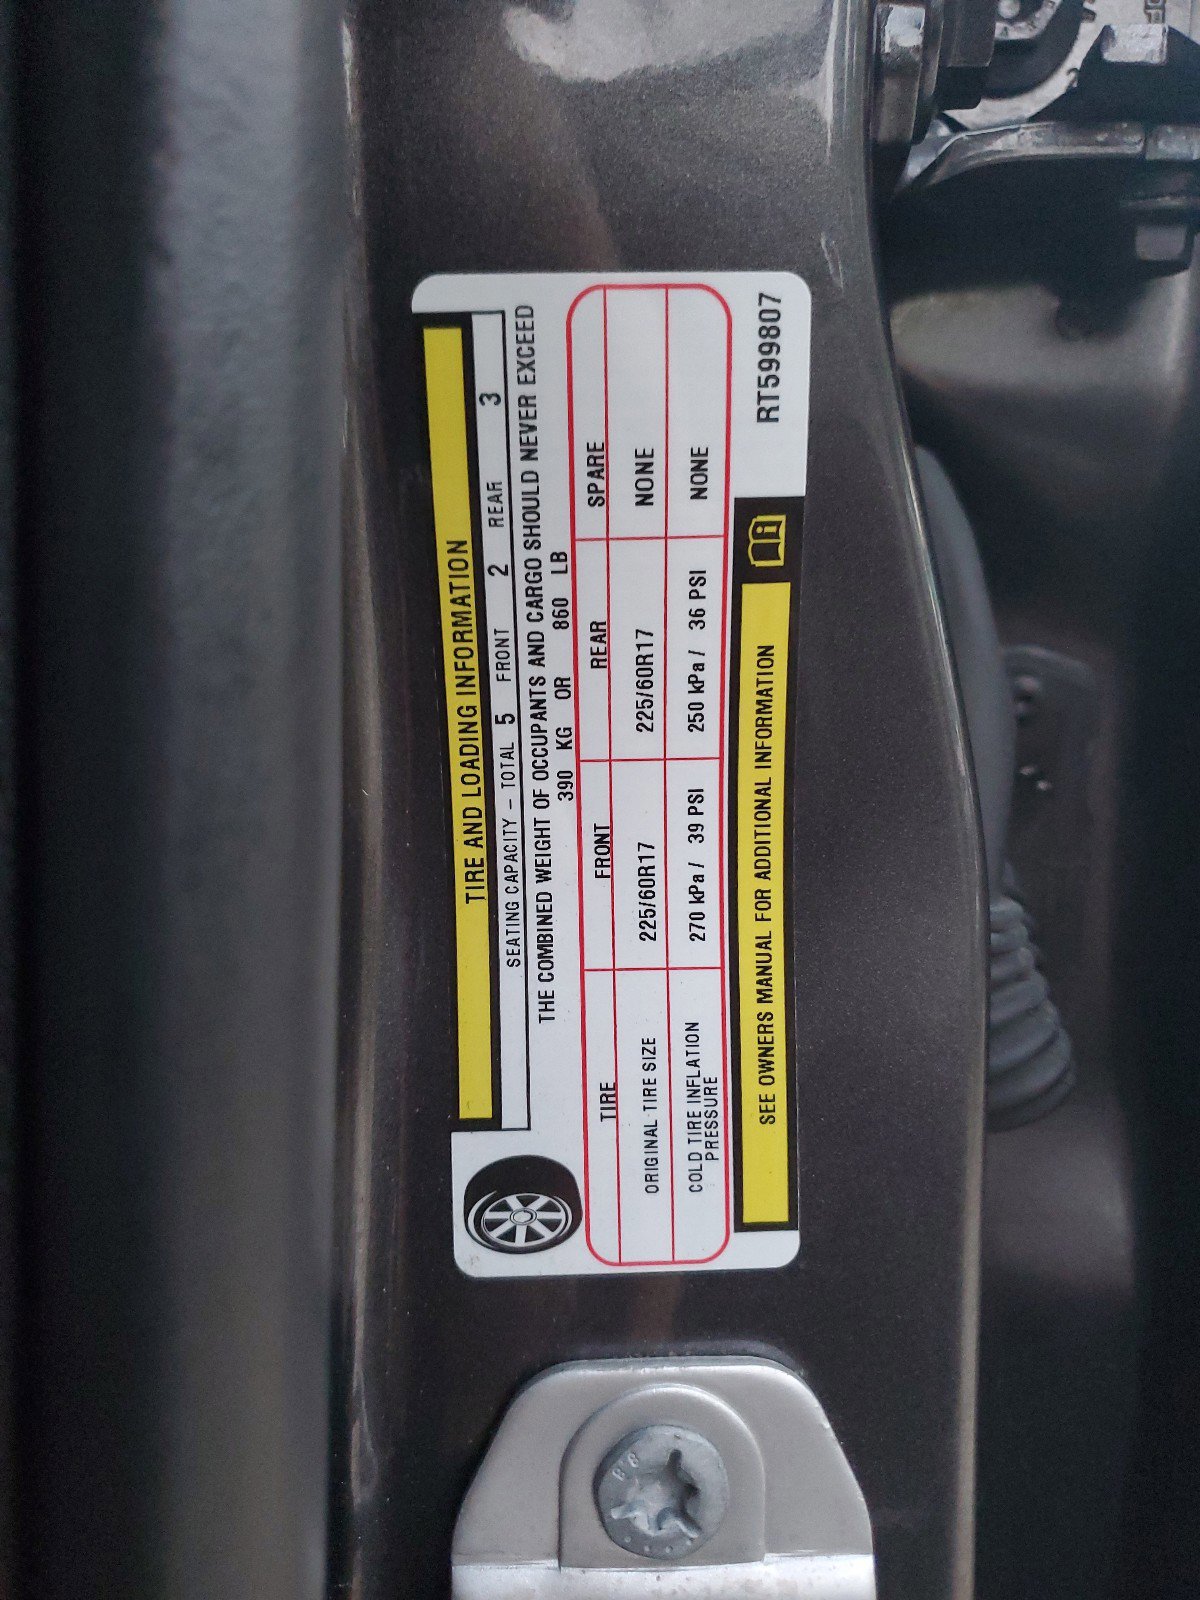 TIRE AND LOADING INFORMATION
SEATING CAPACITY - TOTAL 5 FRONT 2 REAR 3
THE COMBINED WEIGHT OF OCCUPANTS AND CARGO SHOULD NEVER EXCEED
390 KG OR 860 LB
TIRE FRONT REAR SPARE
ORIGINAL TIRE SIZE 225/60R17 225/60R17 NONE
COLD TIRE INFLATION
PRESSURE 270 kPa / 39 PSI 250 kPa / 36 PSI NONE
SEE OWNERS MANUAL FOR ADDITIONAL INFORMATION
RT599807
8.8